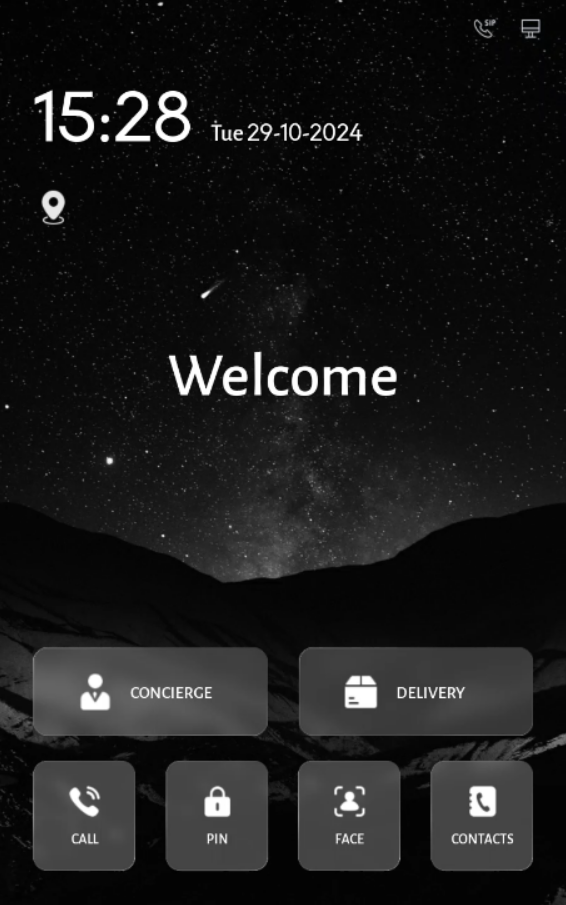 SIP
15:28 Tue 29-10-2024
Welcome
CONCIERGE DELIVERY
CALL PIN FACE CONTACTS